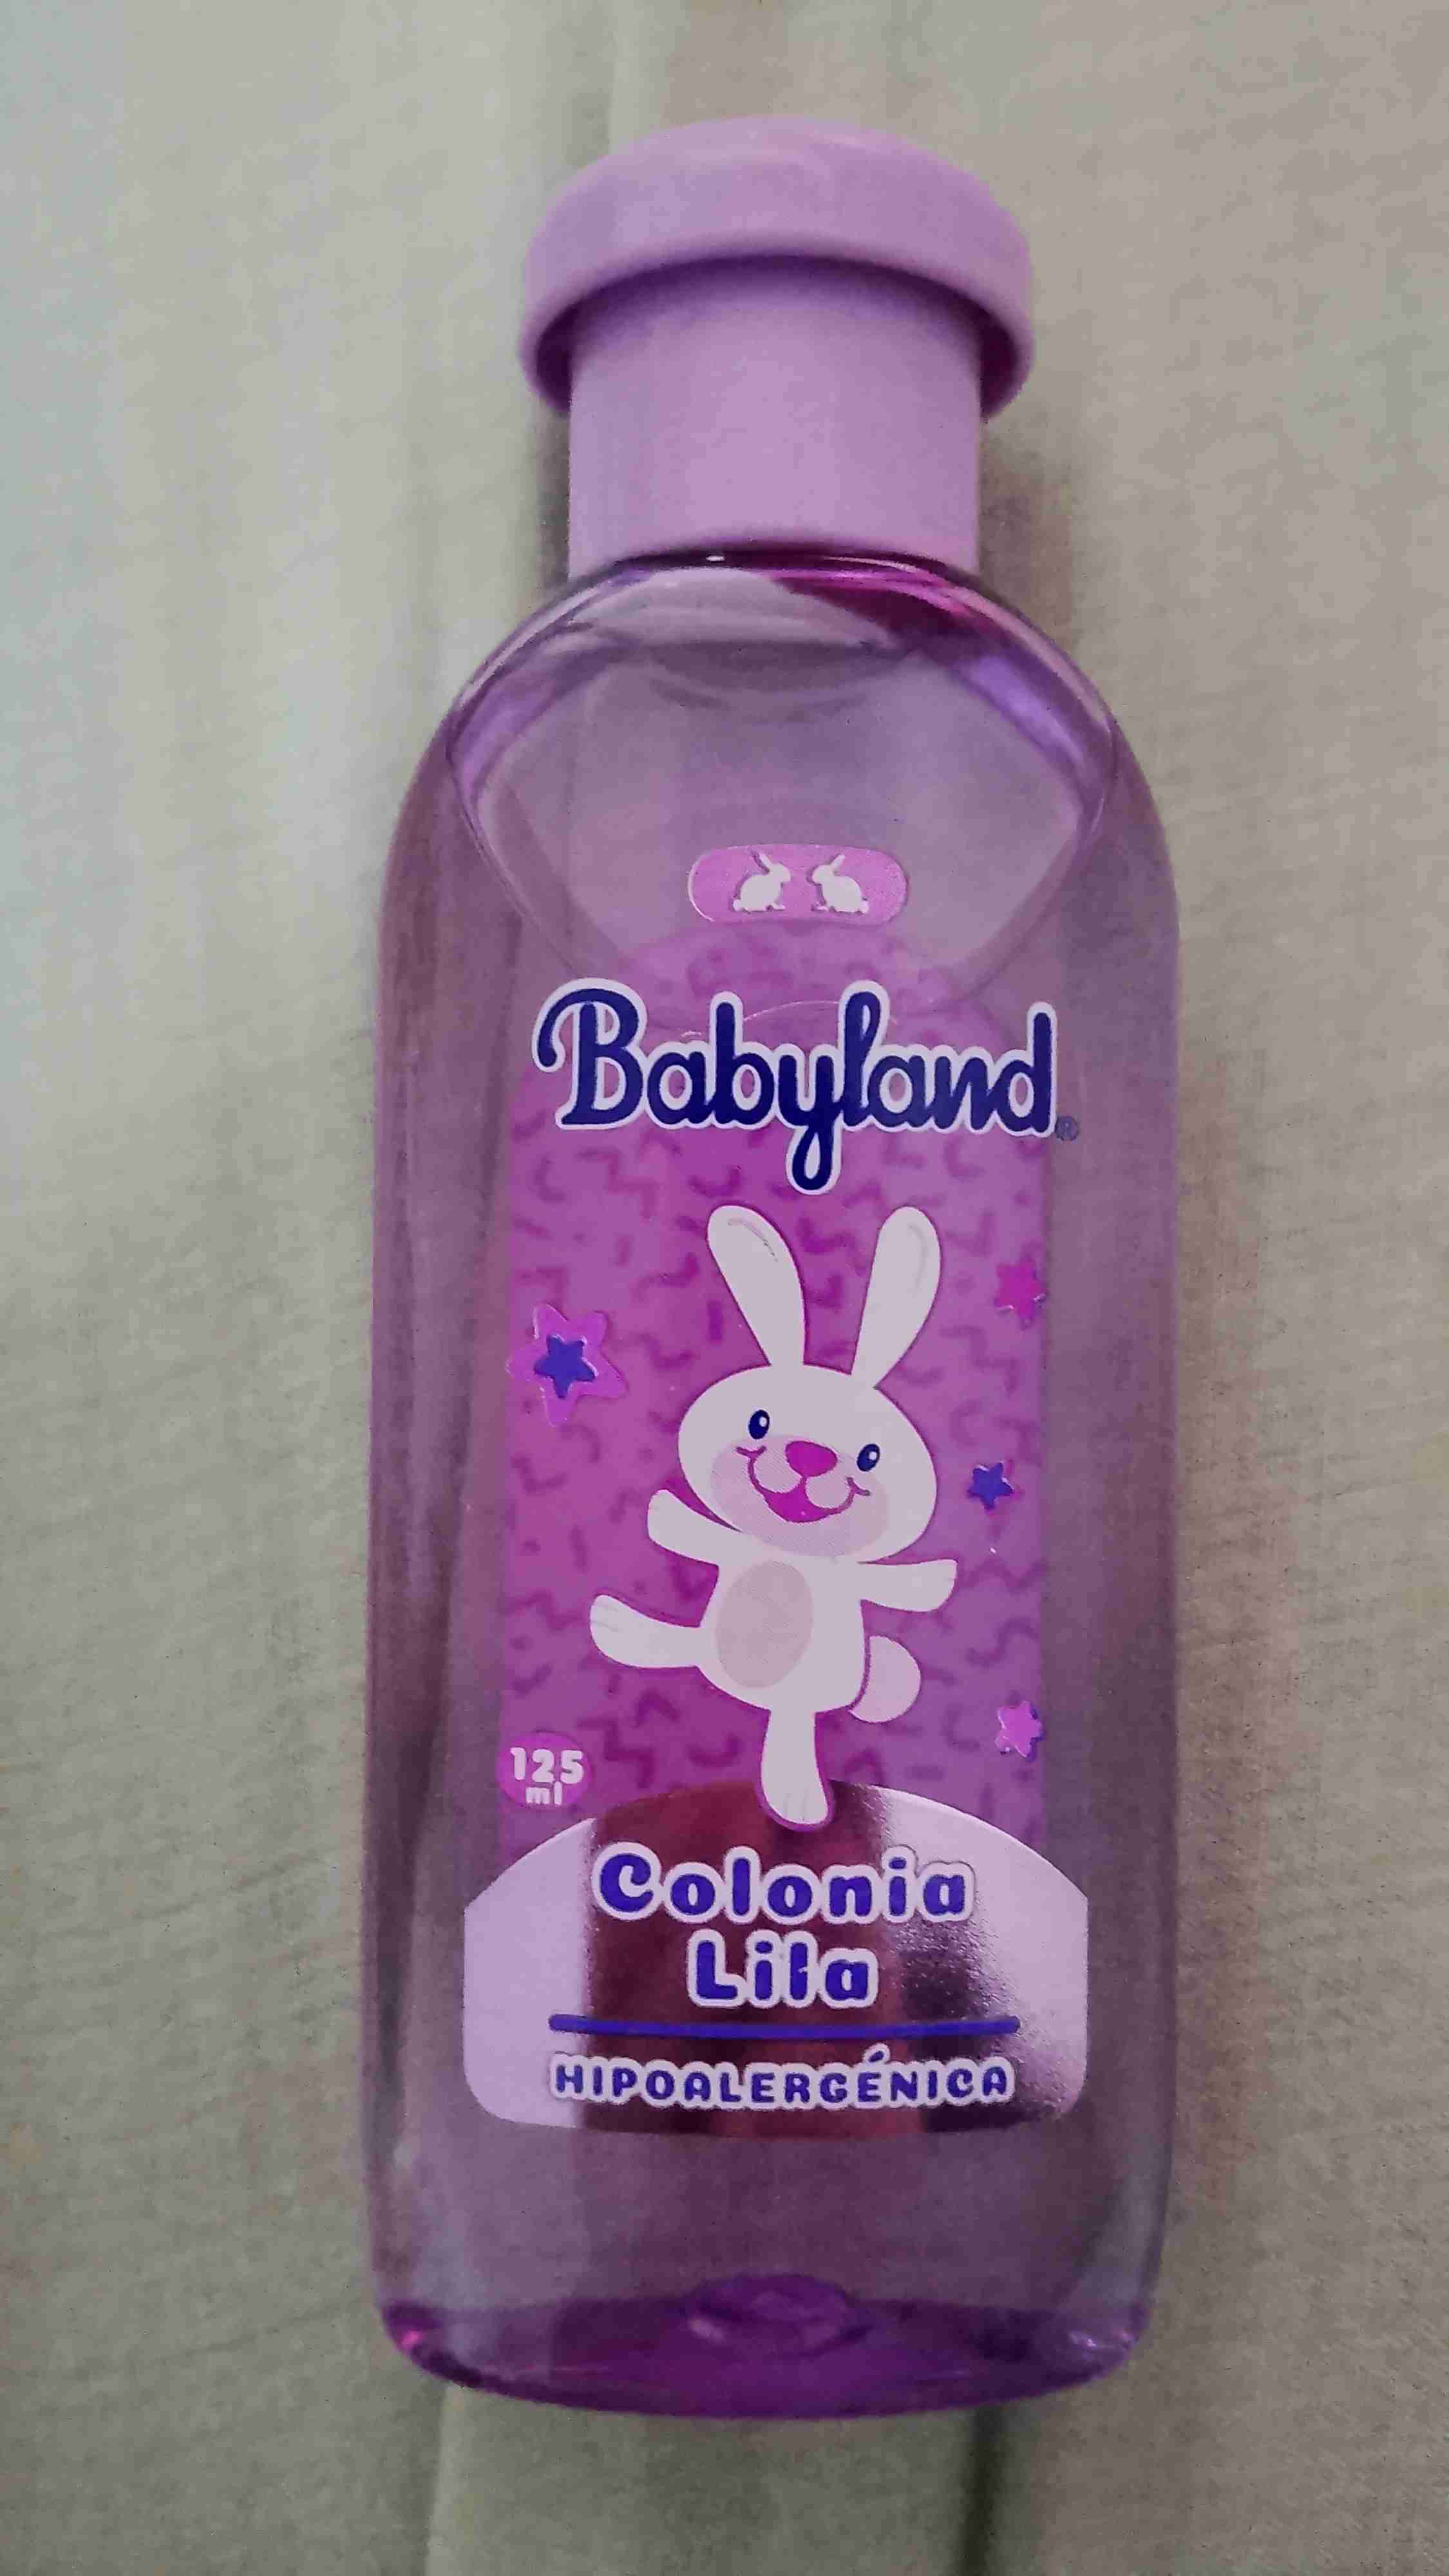 Babyland®
125
ml
Colonia
Lila
HIPOALERGÉNICA